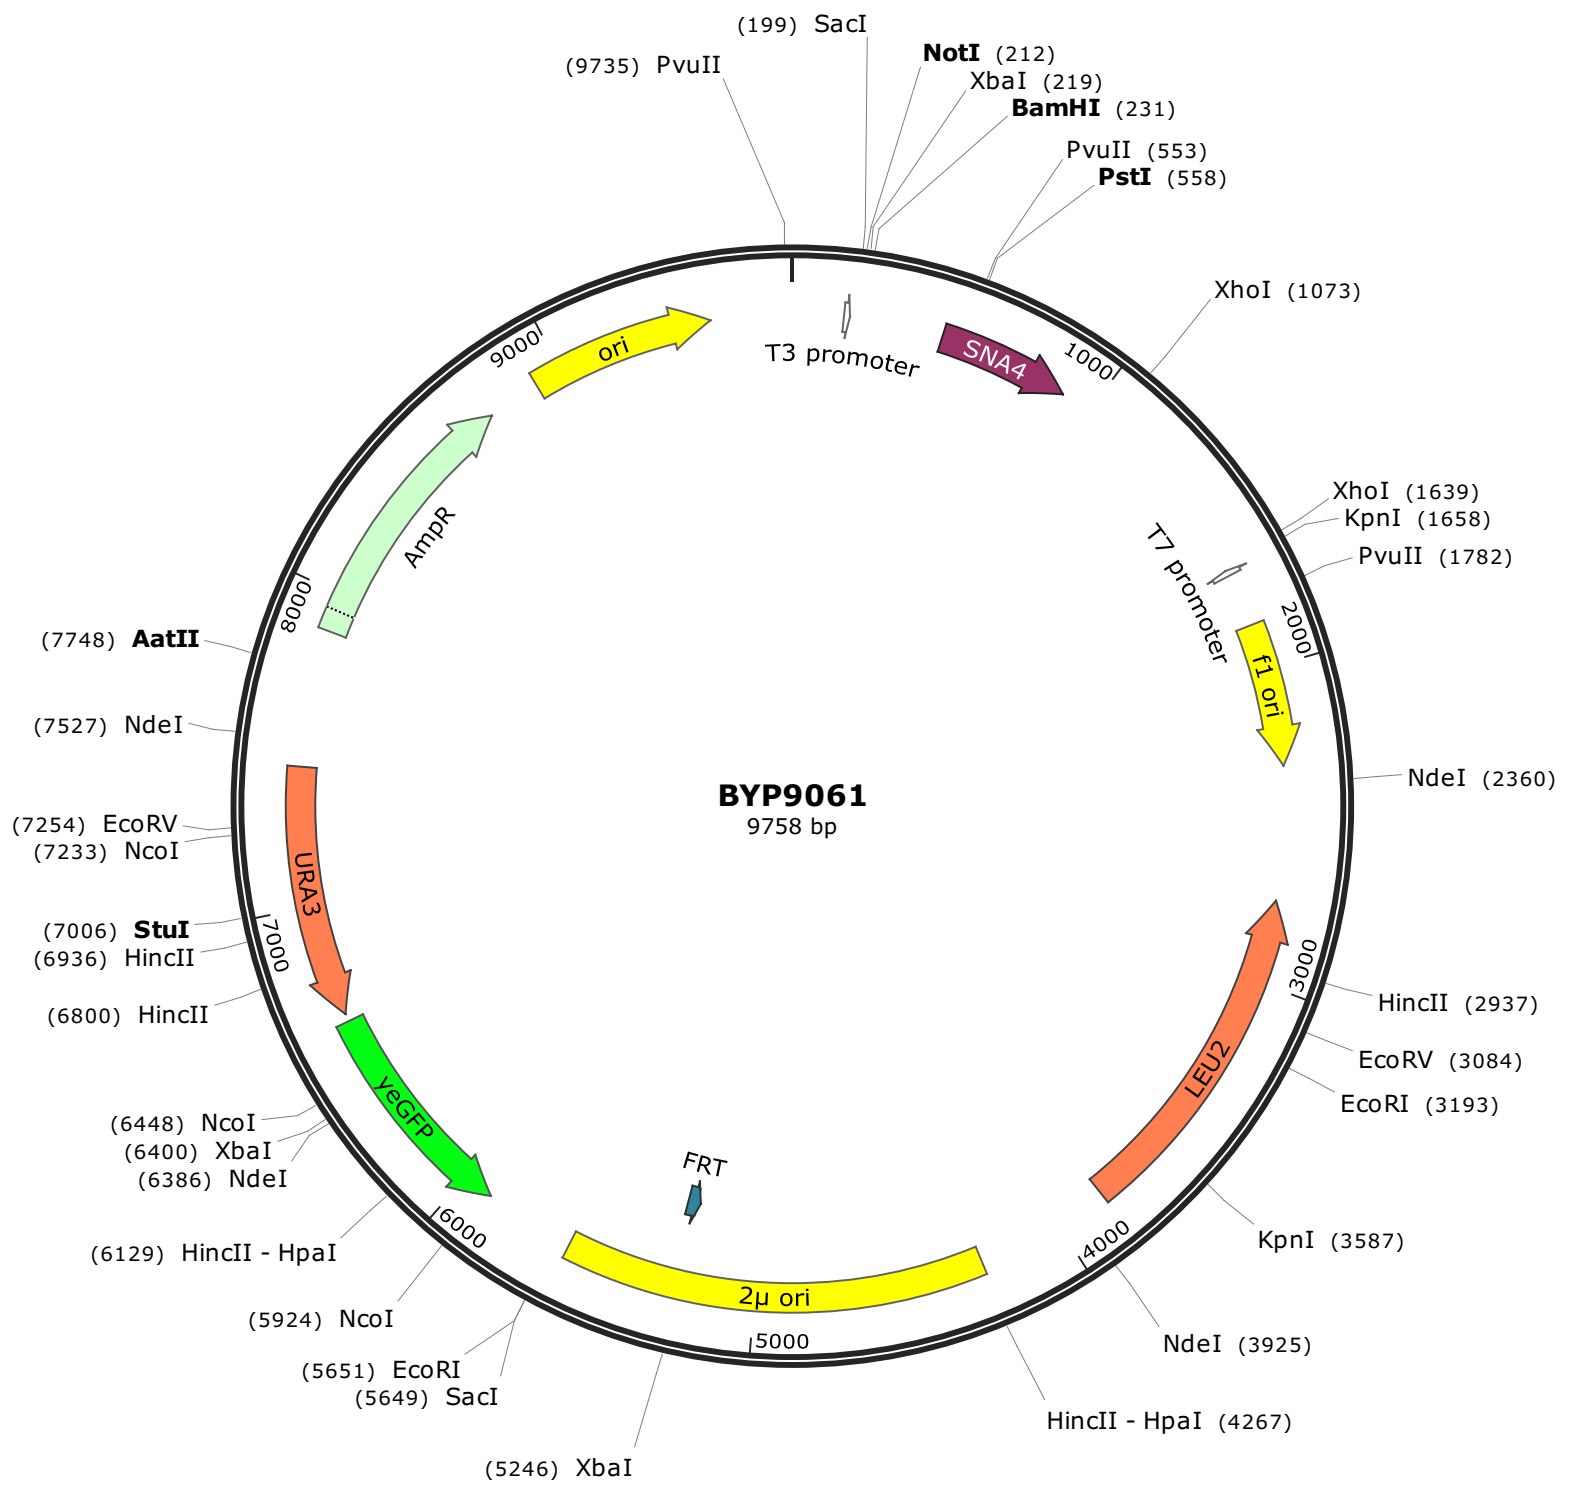 (199) SacI
(9735) PvuII
NotI (212)
XbaI (219)
BamHI (231)
PvuII (553)
PstI (558)
XhoI (1073)
XhoI (1639)
KpnI (1658)
PvuII (1782)
NdeI (2360)
HincII (2937)
EcoRV (3084)
EcoRI (3193)
KpnI (3587)
NdeI (3925)
HincII - HpaI (4267)
(5246) XbaI
(5649) SacI
(5651) EcoRI
(5924) NcoI
(6129) HincII - HpaI
(6386) NdeI
(6400) XbaI
(6448) NcoI
(6800) HincII
(6936) HincII
(7006) StuI
(7233) NcoI
(7254) EcoRV
(7527) NdeI
(7748) AatII
1000
2000
3000
4000
5000
6000
7000
8000
9000
T3 promoter
SNA4
T7 promoter
f1 ori
LEU2
2μ ori
FRT
yeGFP
URA3
AmpR
ori
BYP9061
9758 bp